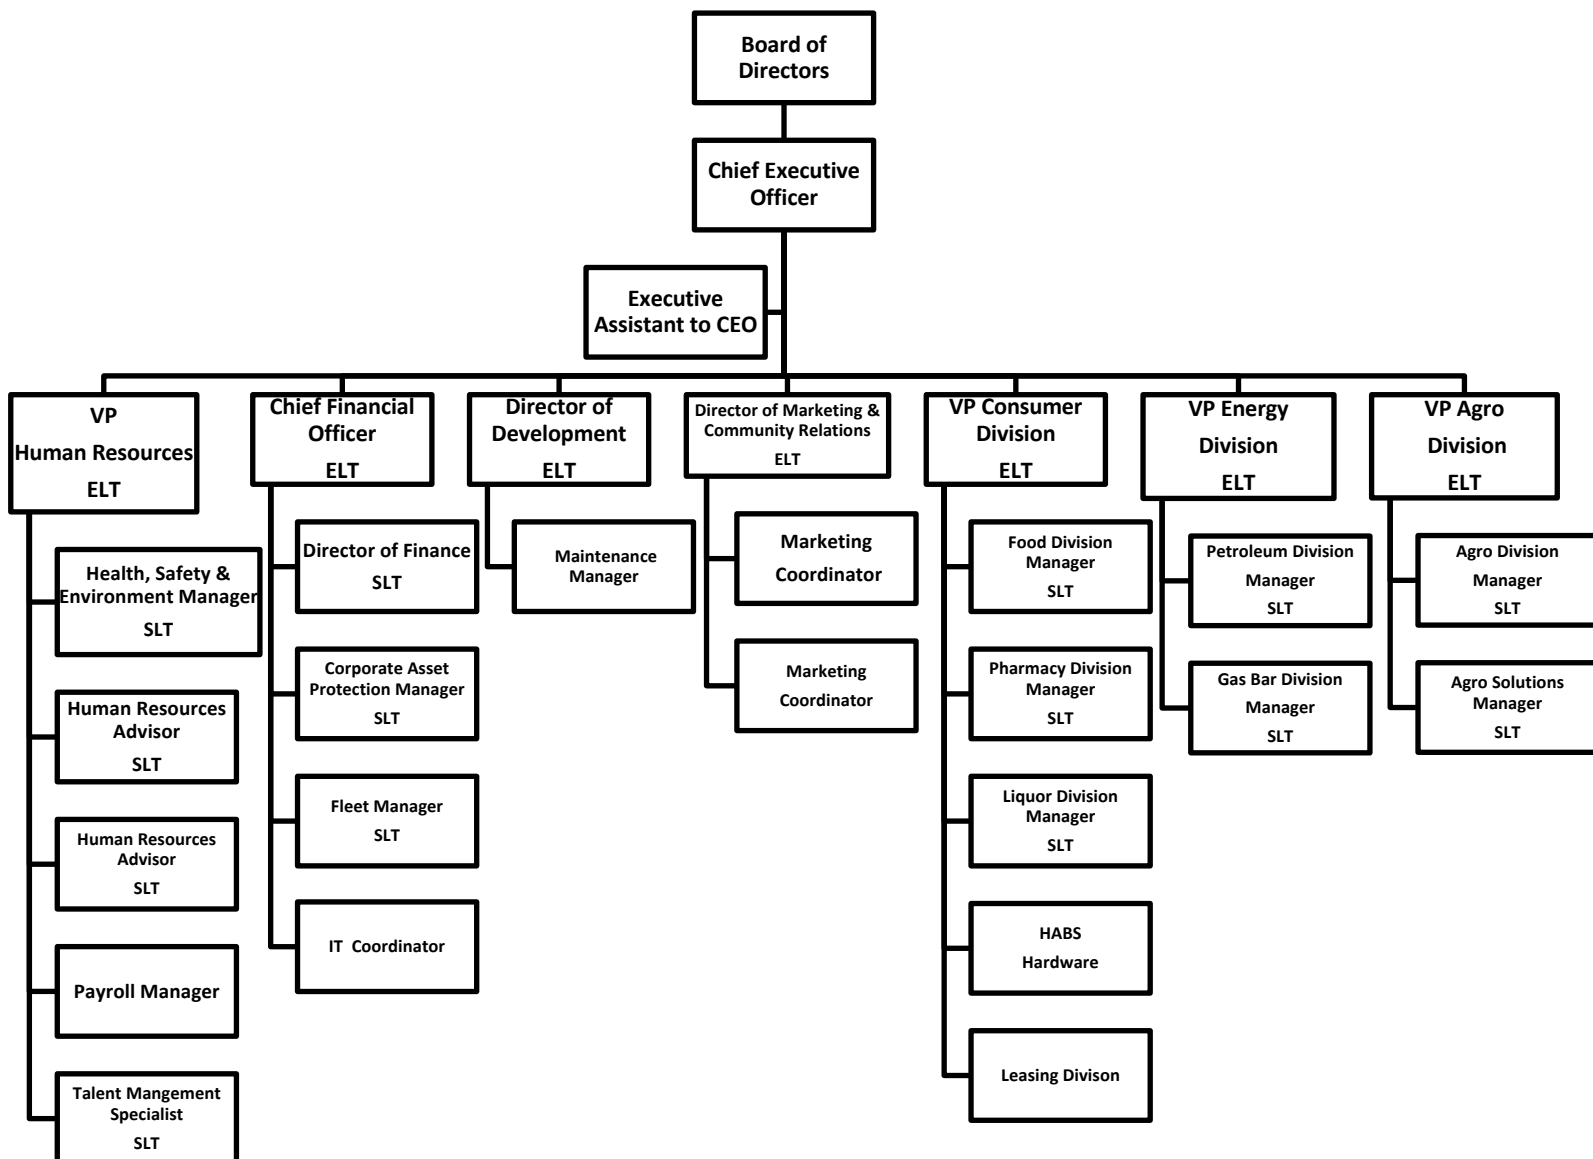 Board of
Directors
Chief Executive
Officer
Executive
Assistant to CEO
VP
Human Resources
ELT
Health, Safety &
Environment Manager
SLT
Human Resources
Advisor
SLT
Human Resources
Advisor
SLT
Payroll Manager
Talent Mangement
Specialist
SLT
Chief Financial
Officer
ELT
Director of Finance
SLT
Corporate Asset
Protection Manager
SLT
Fleet Manager
SLT
IT Coordinator
Director of
Development
ELT
Maintenance
Manager
Director of Marketing &
Community Relations
ELT
Marketing
Coordinator
Marketing
Coordinator
VP Consumer
Division
ELT
Food Division
Manager
SLT
Pharmacy Division
Manager
SLT
Liquor Division
Manager
SLT
HABS
Hardware
Leasing Divison
VP Energy
Division
ELT
Petroleum Division
Manager
SLT
Gas Bar Division
Manager
SLT
VP Agro
Division
ELT
Agro Division
Manager
SLT
Agro Solutions
Manager
SLT